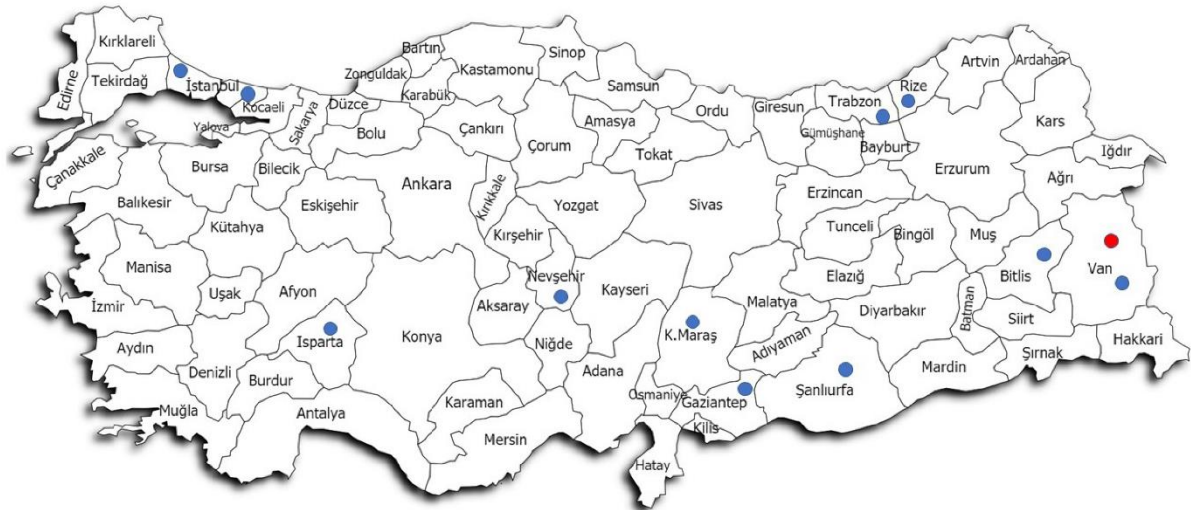 Kırklareli
Edirne
Tekirdağ
İstanbul
Kocaeli
Yalova
Sakarya
Düzce
Zonguldak
Bartın
Karabük
Kastamonu
Sinop
Samsun
Ordu
Giresun
Trabzon
Rize
Artvin
Ardahan
Kars
Iğdır
Ağrı
Erzurum
Bayburt
Gümüşhane
Tokat
Amasya
Çorum
Çankırı
Bolu
Bilecik
Bursa
Çanakkale
Balıkesir
Kütahya
Eskişehir
Ankara
Kırıkkale
Yozgat
Sivas
Erzincan
Tunceli
Bingöl
Muş
Bitlis
Van
Elazığ
Malatya
Kayseri
Nevşehir
Kırşehir
Aksaray
Konya
Afyon
Uşak
Manisa
İzmir
Aydın
Denizli
Isparta
Burdur
Muğla
Antalya
Karaman
Mersin
Niğde
Adana
K.Maraş
Osmaniye
Gaziantep
Kilis
Hatay
Adıyaman
Şanlıurfa
Diyarbakır
Batman
Mardin
Siirt
Şırnak
Hakkari